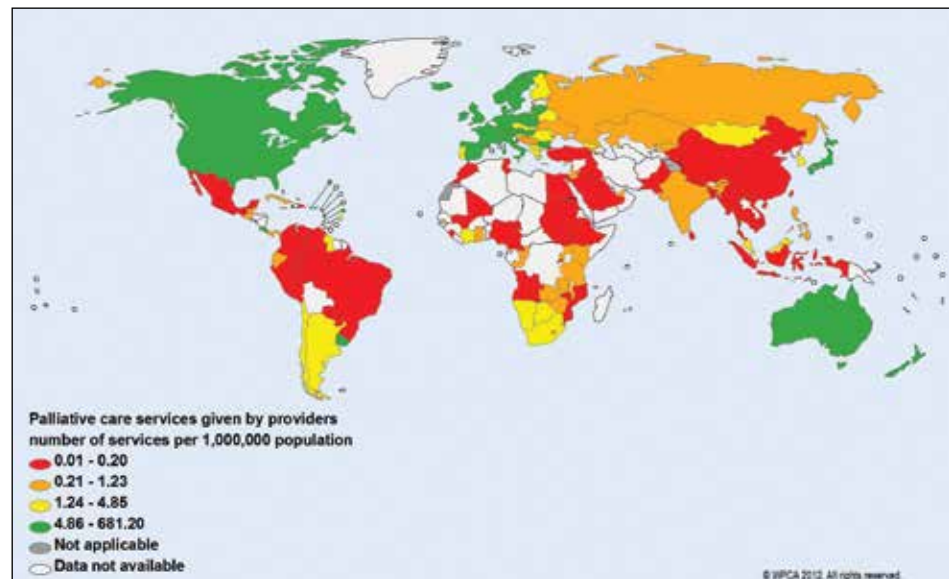 Palliative care services given by providers
number of services per 1,000,000 population
0.01 - 0.20
0.21 - 1.23
1.24 - 4.85
4.86 - 681.20
Not applicable
Data not available
© WPCA 2012. All rights reserved.